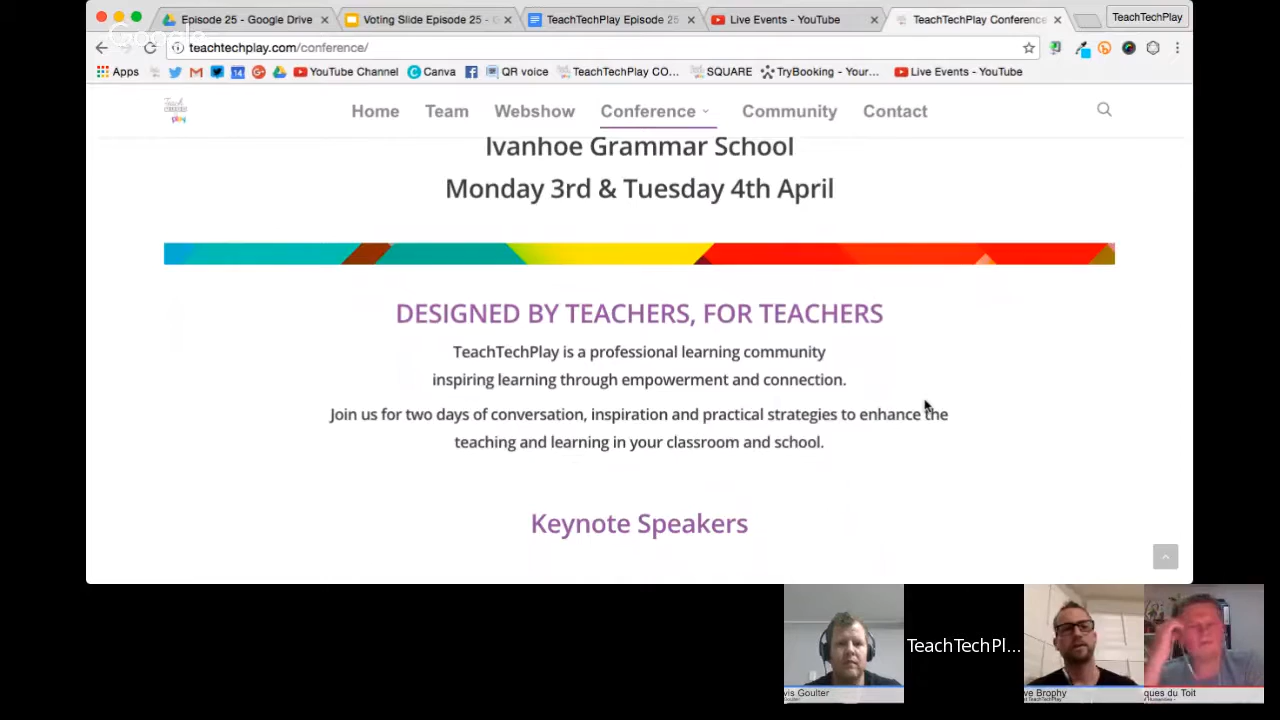 Episode 25 - Google Drive
Voting Slide Episode 25 - G
TeachTechPlay Episode 25
Live Events - YouTube
TeachTechPlay Conference
TeachTechPlay
Google
teachtechplay.com/conference/
Apps
YouTube Channel
Canva
QR voice
TeachTechPlay CO...
SQUARE
TryBooking - Your...
Live Events - YouTube
Home
Team
Webshow
Conference
Community
Contact
Ivanhoe Grammar School
Monday 3rd & Tuesday 4th April
DESIGNED BY TEACHERS, FOR TEACHERS
TeachTechPlay is a professional learning community
inspiring learning through empowerment and connection.
Join us for two days of conversation, inspiration and practical strategies to enhance the
teaching and learning in your classroom and school.
Keynote Speakers
TeachTechPl...
vis Goulter
ve Brophy
ques du Toit